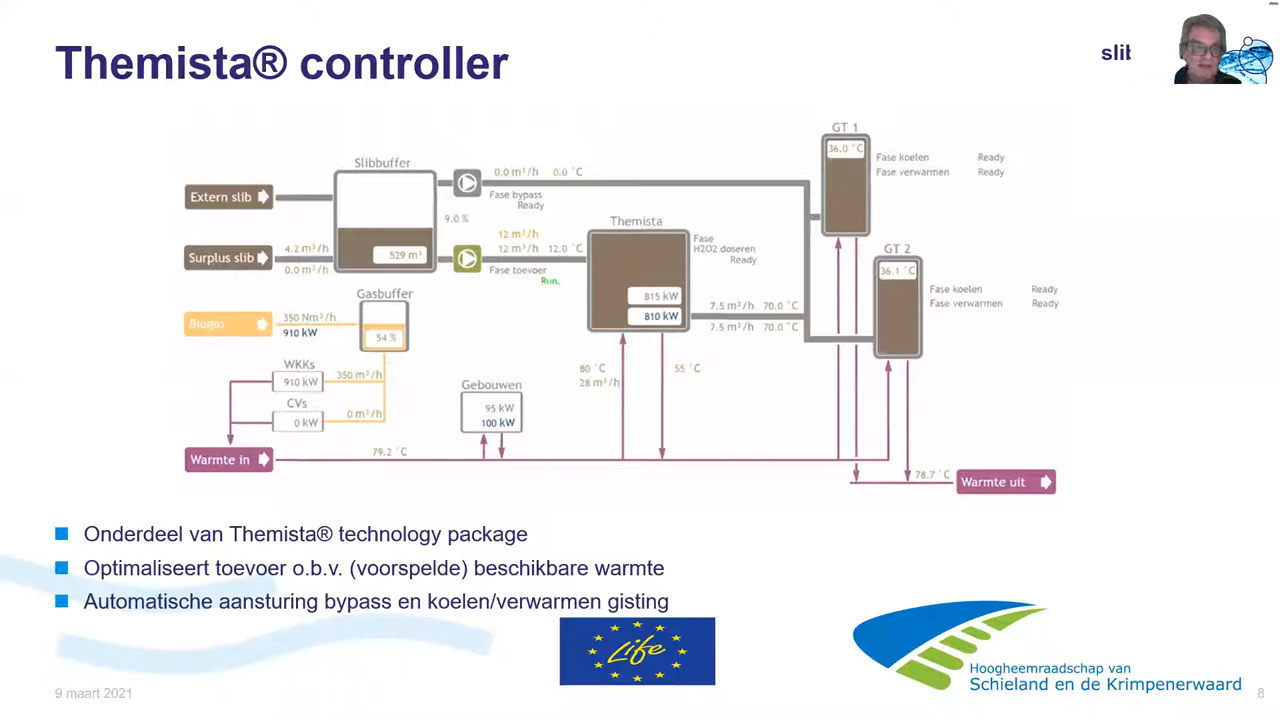 Themista® controller
slib
GT 1
36.0 °C
Fase koelen Ready
Fase verwarmen Ready
Slibbuffer
0.0 m³/h 0.0 °C
Extern slib
Fase bypass
Ready
9.0 %
Themista
12 m³/h
Surplus slib
4.2 m³/h
0.0 m³/h
529 m³
12 m³/h 12.0 °C
Fase toevoer
Run.
Fase
H2O2 doseren
Ready
GT 2
36.1 °C
Fase koelen Ready
Fase verwarmen Ready
815 kW
810 kW
7.5 m³/h 70.0 °C
7.5 m³/h 70.0 °C
Gasbuffer
Biogas
350 Nm³/h
910 kW
54 %
WKKs
910 kW
350 m³/h
CVs
0 kW
0 m³/h
Gebouwen
95 kW
100 kW
80 °C
28 m³/h
55 °C
Warmte in
79.2 °C
78.7 °C
Warmte uit
Onderdeel van Themista® technology package
Optimaliseert toevoer o.b.v. (voorspelde) beschikbare warmte
Automatische aansturing bypass en koelen/verwarmen gisting
Life
Hoogheemraadschap van
Schieland en de Krimpenerwaard
9 maart 2021
8